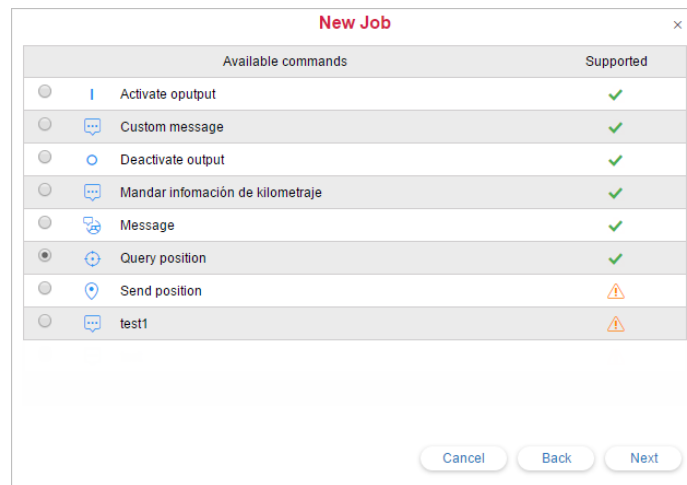 New Job
×
Available commands Supported
Activate oputput
Custom message
Deactivate output
Mandar infomación de kilometraje
Message
Query position
Send position
test1
Cancel Back Next